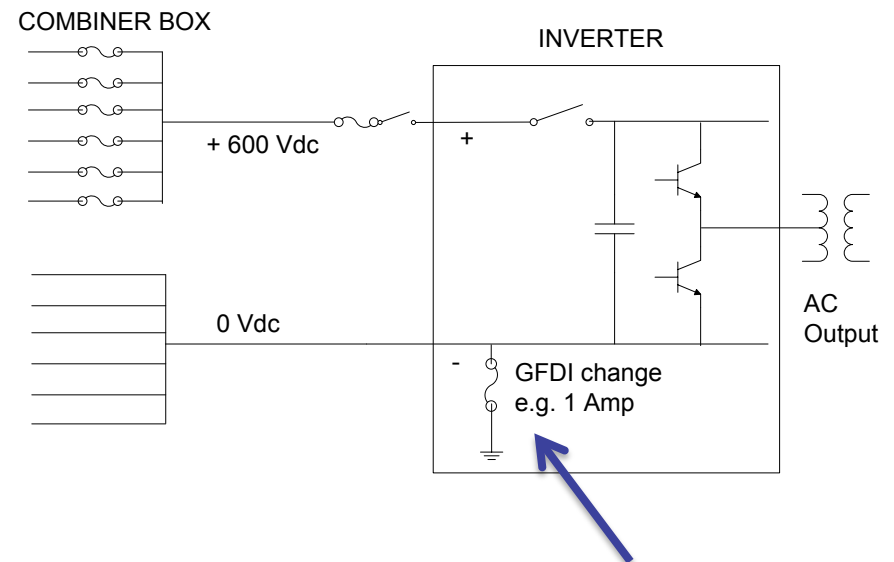 COMBINER BOX
INVERTER
+ 600 Vdc
+
0 Vdc
-
GFDI change
e.g. 1 Amp
AC
Output